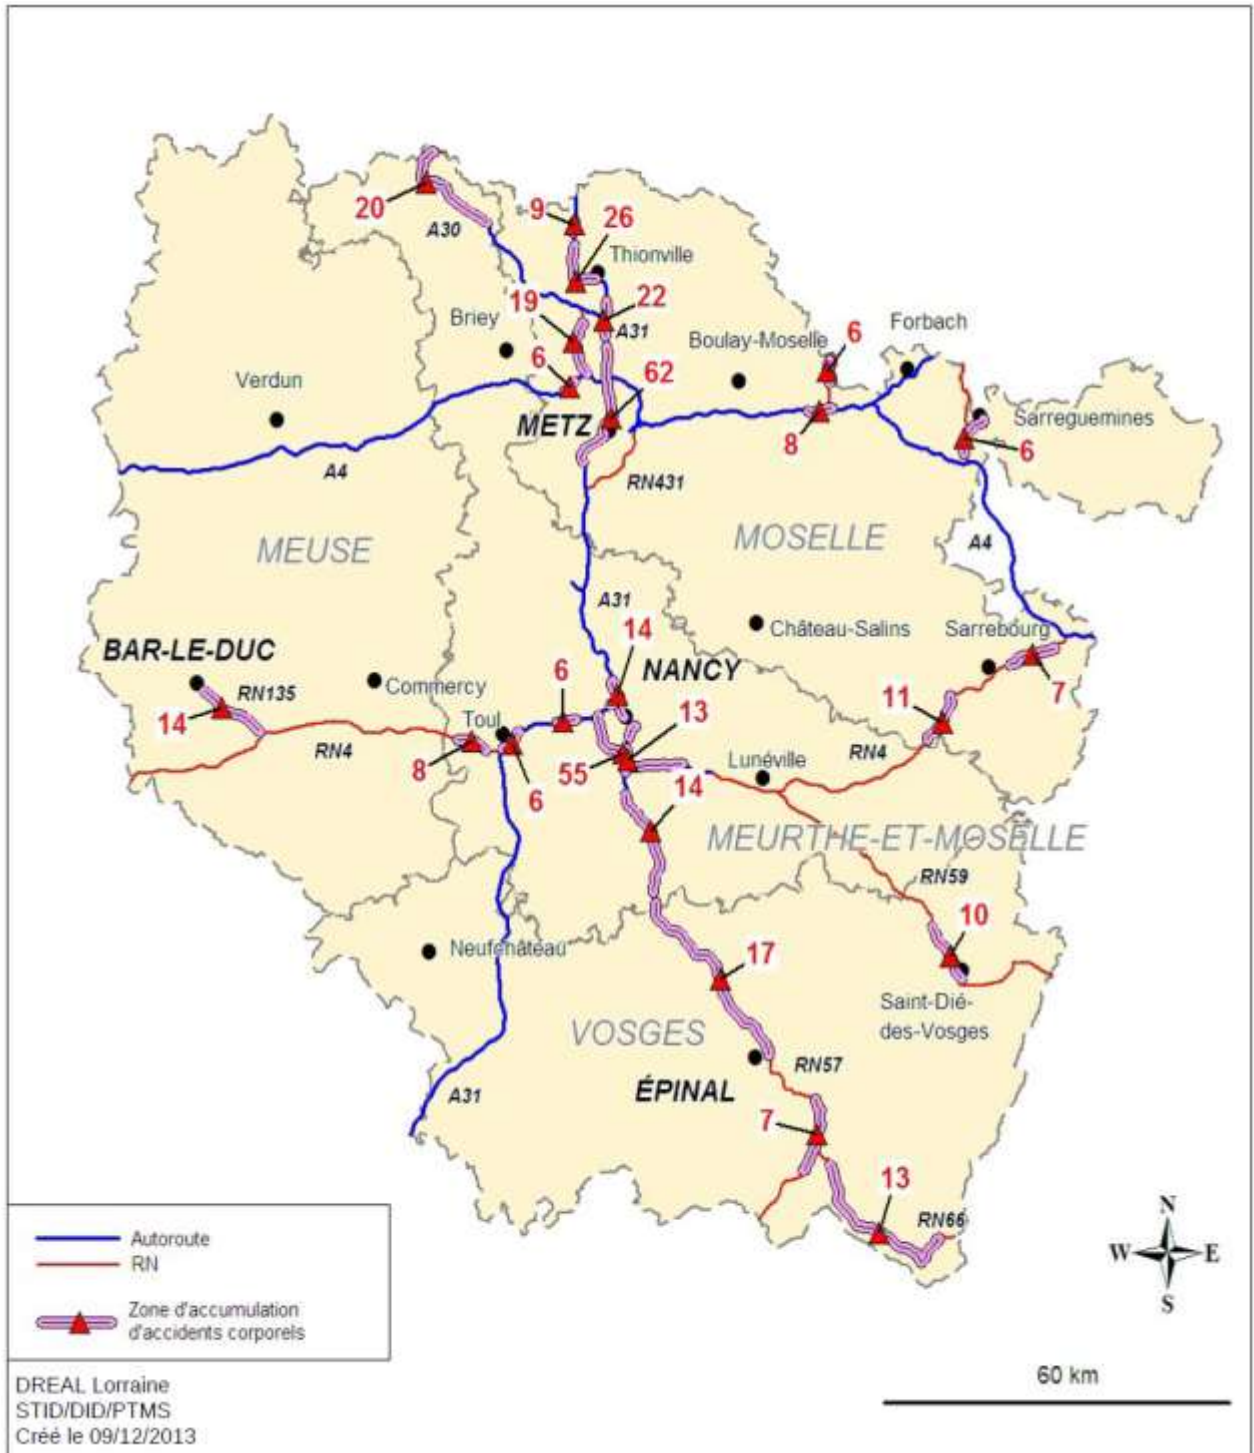 20
9
26
A30
Thionville
19
22
A31
Briey
Boulay-Moselle
6
Forbach
6
62
Verdun
METZ
8
Sarreguemines
6
A4
RN431
MEUSE
MOSELLE
A4
A31
14
Château-Salins
Sarrebourg
BAR-LE-DUC
Commercy
RN135
6
NANCY
7
14
Toul
13
11
RN4
8
6
55
14
Lunéville
RN4
MEURTHE-ET-MOSELLE
RN59
10
Neufchâteau
17
Saint-Dié-
des-Vosges
VOSGES
RN57
ÉPINAL
A31
7
13
RN66
N
W
E
S
Autoroute
RN
Zone d'accumulation
d'accidents corporels
60 km
DREAL Lorraine
STID/DID/PTMS
Créé le 09/12/2013